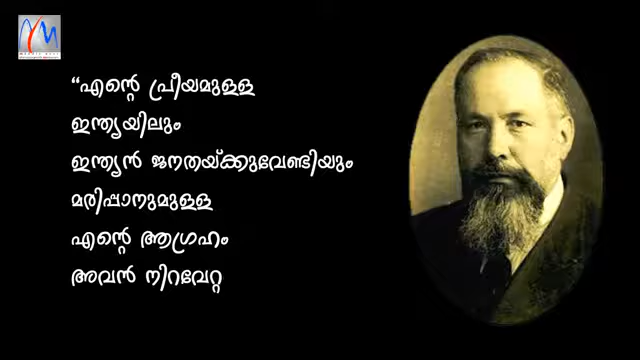 “എന്റെ പ്രീയമുള്ള
ഇന്ത്യയിലും
ഇന്ത്യൻ ജനതയ്ക്കുവേണ്ടിയും
മരിപ്പാനുമുള്ള
എന്റെ ആഗ്രഹം
അവൻ നിറവേറ്റ